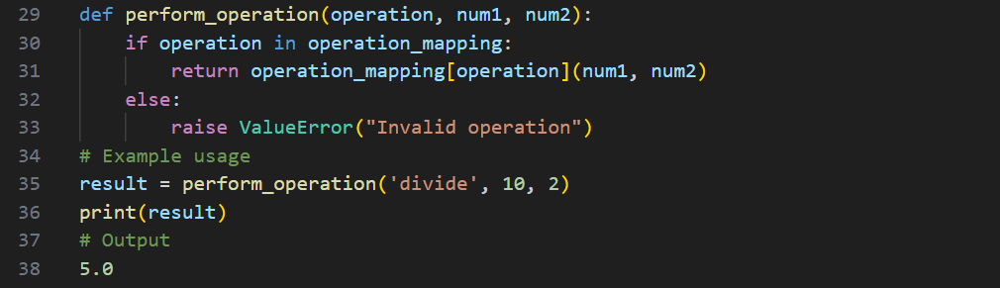 29 def perform_operation(operation, num1, num2):
30     if operation in operation_mapping:
31         return operation_mapping[operation](num1, num2)
32     else:
33         raise ValueError("Invalid operation")
34 # Example usage
35 result = perform_operation('divide', 10, 2)
36 print(result)
37 # Output
38 5.0